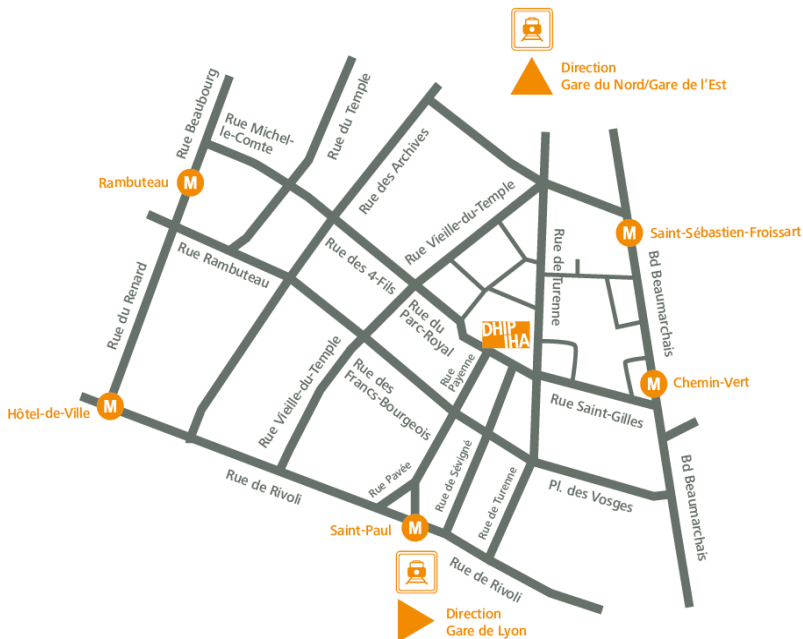 Direction
Gare du Nord/Gare de l'Est
Rue Beaubourg
Rue Michel-
le-Comte
Rue du Temple
Rue des Archives
Rambuteau
M
Rue Vieille-du-Temple
Rue Rambuteau
Rue des 4-Fils
Rue de Turenne
M
Saint-Sébastien-Froissart
Bd Beaumarchais
Rue du Renard
Rue du
Parc-Royal
DHIP
IHA
Rue Payenne
M
Chemin-Vert
Hôtel-de-Ville
M
Rue Vieille-du-Temple
Rue des
Francs-Bourgeois
Rue Saint-Gilles
Rue de Rivoli
Rue Pavée
Rue de Sévigné
Rue de Turenne
Pl. des Vosges
Bd Beaumarchais
Saint-Paul
M
Rue de Rivoli
Direction
Gare de Lyon